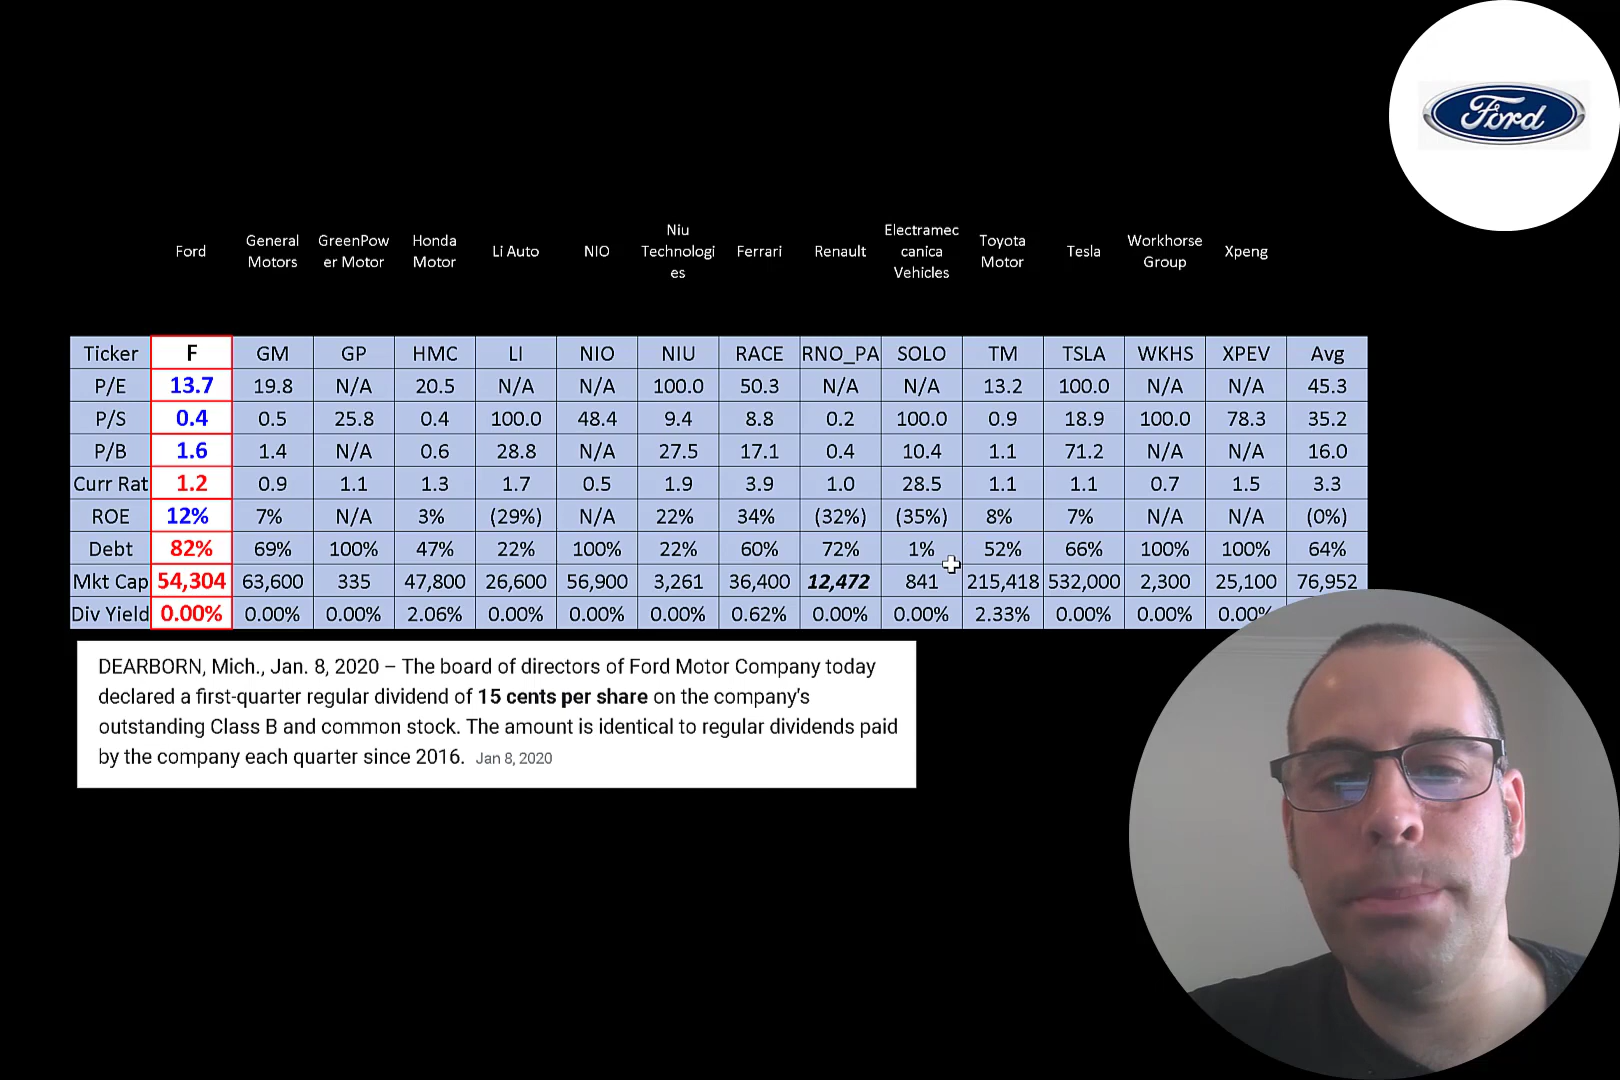 Ford
Ford General Motors GreenPow er Motor Honda Motor Li Auto NIO Niu Technologi es Ferrari Renault Electramec canica Vehicles Toyota Motor Tesla Workhorse Group Xpeng
Ticker F GM GP HMC LI NIO NIU RACE RNO_PA SOLO TM TSLA WKHS XPEV Avg
P/E 13.7 19.8 N/A 20.5 N/A N/A 100.0 50.3 N/A N/A 13.2 100.0 N/A N/A 45.3
P/S 0.4 0.5 25.8 0.4 100.0 48.4 9.4 8.8 0.2 100.0 0.9 18.9 100.0 78.3 35.2
P/B 1.6 1.4 N/A 0.6 28.8 N/A 27.5 17.1 0.4 10.4 1.1 71.2 N/A N/A 16.0
Curr Rat 1.2 0.9 1.1 1.3 1.7 0.5 1.9 3.9 1.0 28.5 1.1 1.1 0.7 1.5 3.3
ROE 12% 7% N/A 3% (29%) N/A 22% 34% (32%) (35%) 8% 7% N/A N/A (0%)
Debt 82% 69% 100% 47% 22% 100% 22% 60% 72% 1% 52% 66% 100% 100% 64%
Mkt Cap 54,304 63,600 335 47,800 26,600 56,900 3,261 36,400 12,472 841 215,418 532,000 2,300 25,100 76,952
Div Yield 0.00% 0.00% 0.00% 2.06% 0.00% 0.00% 0.00% 0.62% 0.00% 0.00% 2.33% 0.00% 0.00% 0.00%
DEARBORN, Mich., Jan. 8, 2020 – The board of directors of Ford Motor Company today
declared a first-quarter regular dividend of 15 cents per share on the company's
outstanding Class B and common stock. The amount is identical to regular dividends paid
by the company each quarter since 2016. Jan 8, 2020